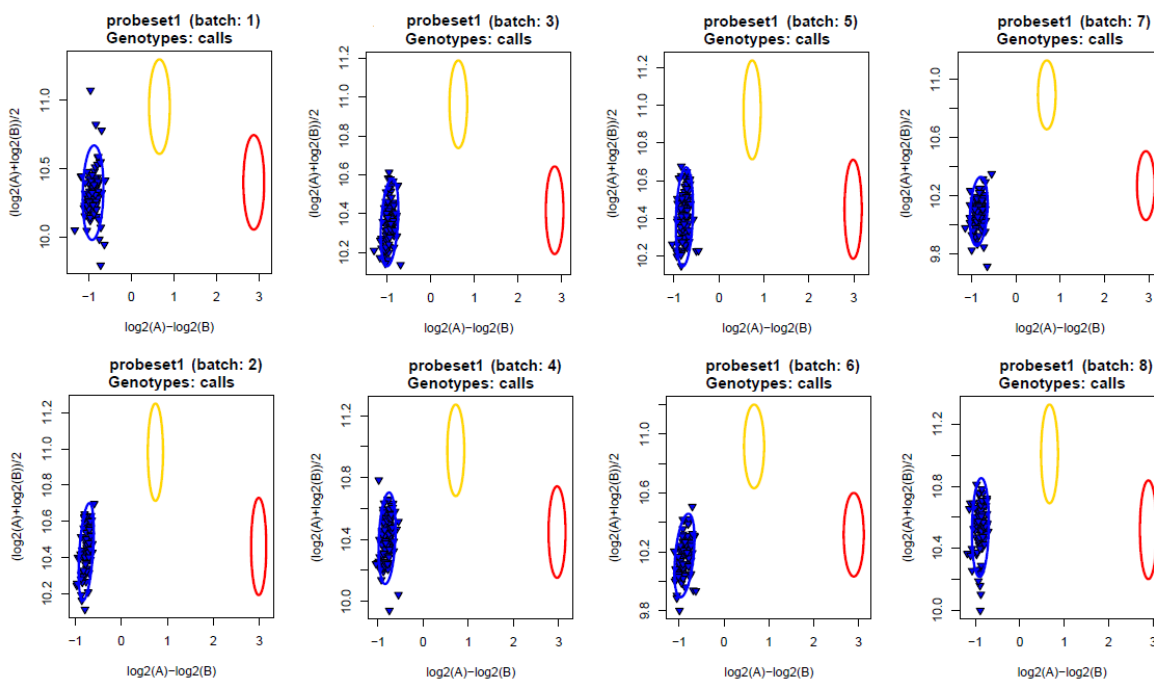 probeset1 (batch: 1)
Genotypes: calls
(log2(A)+log2(B))/2
11.0
10.5
10.0
−1 0 1 2 3
log2(A)−log2(B)
probeset1 (batch: 3)
Genotypes: calls
(log2(A)+log2(B))/2
11.2
11.0
10.8
10.6
10.4
10.2
−1 0 1 2 3
log2(A)−log2(B)
probeset1 (batch: 5)
Genotypes: calls
(log2(A)+log2(B))/2
11.2
11.0
10.8
10.6
10.4
10.2
−1 0 1 2 3
log2(A)−log2(B)
probeset1 (batch: 7)
Genotypes: calls
(log2(A)+log2(B))/2
11.0
10.6
10.2
9.8
−1 0 1 2 3
log2(A)−log2(B)
probeset1 (batch: 2)
Genotypes: calls
(log2(A)+log2(B))/2
11.2
11.0
10.8
10.6
10.4
10.2
−1 0 1 2 3
log2(A)−log2(B)
probeset1 (batch: 4)
Genotypes: calls
(log2(A)+log2(B))/2
11.2
10.8
10.4
10.0
−1 0 1 2 3
log2(A)−log2(B)
probeset1 (batch: 6)
Genotypes: calls
(log2(A)+log2(B))/2
11.0
10.6
10.2
9.8
−1 0 1 2 3
log2(A)−log2(B)
probeset1 (batch: 8)
Genotypes: calls
(log2(A)+log2(B))/2
11.2
10.8
10.4
10.0
−1 0 1 2 3
log2(A)−log2(B)